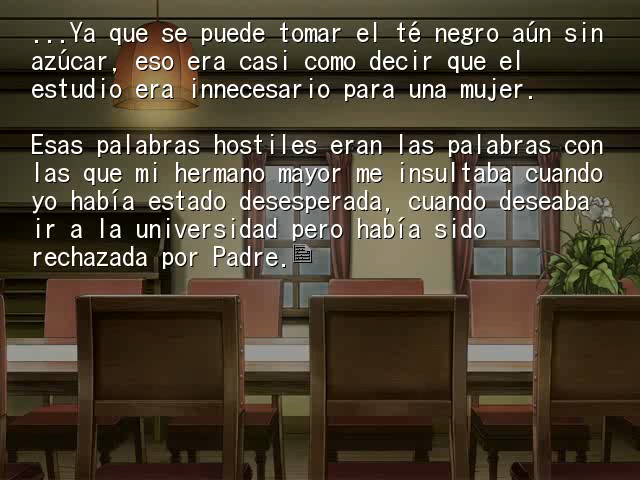 ...Ya que se puede tomar el té negro aún sin
azúcar, eso era casi como decir que el
estudio era innecesario para una mujer.
Esas palabras hostiles eran las palabras con
las que mi hermano mayor me insultaba cuando
yo había estado desesperada, cuando deseaba
ir a la universidad pero había sido
rechazada por Padre.